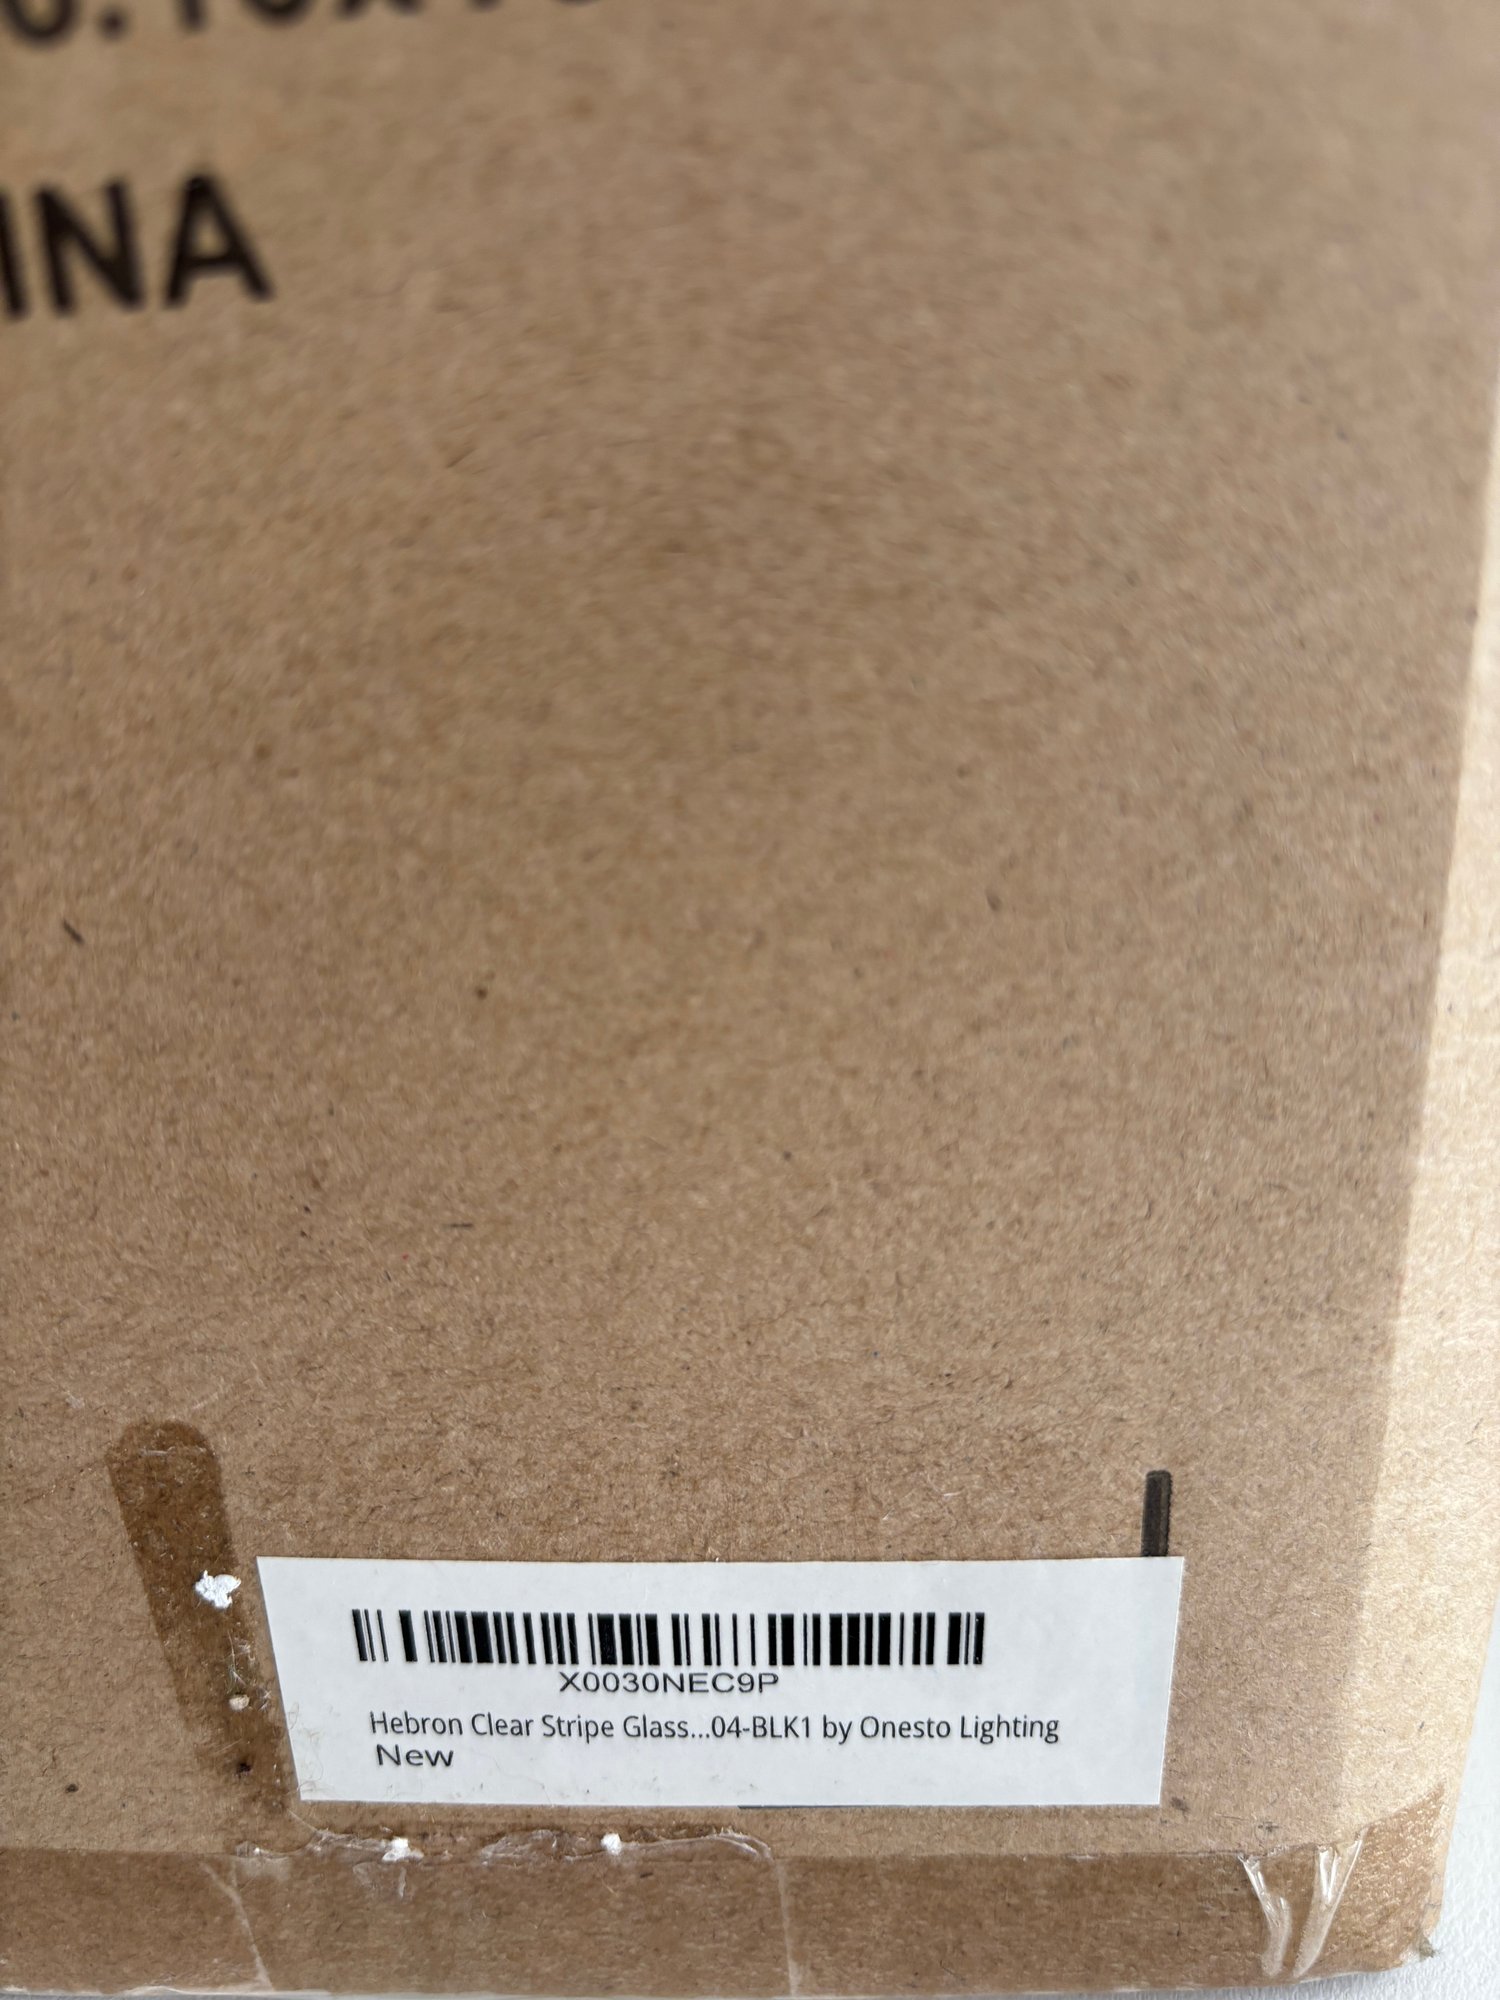 INA
X0030NEC9P
Hebron Clear Stripe Glass...04-BLK1 by Onesto Lighting
New